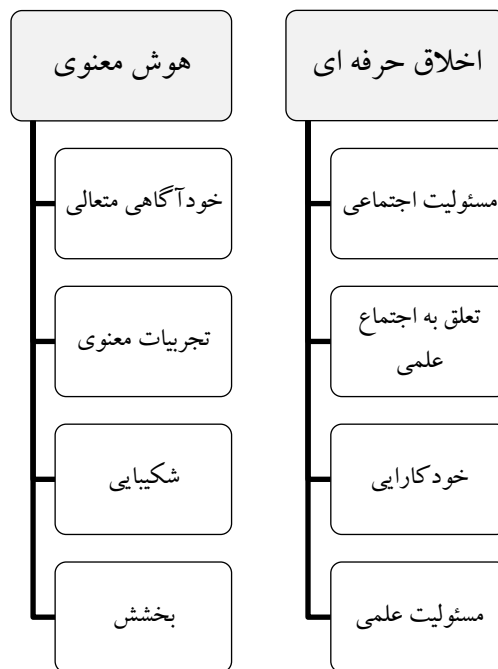 اخلاق حرفه ای
مسئولیت اجتماعی
تعلق به اجتماع
علمی
خودکارایی
مسئولیت علمی
هوش معنوی
خودآگاهی متعالی
تجربیات معنوی
شکیبایی
بخشش